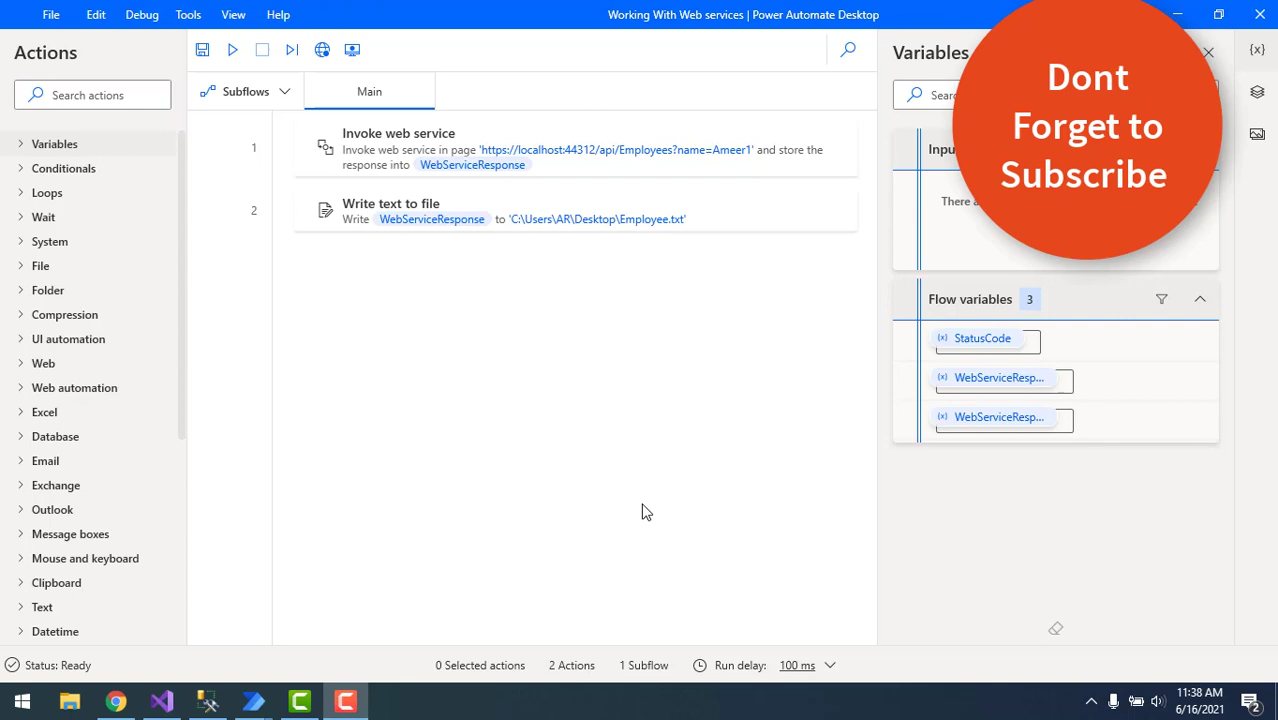 File Edit Debug Tools View Help Working With Web services | Power Automate Desktop
Actions
Search actions
Variables
Conditionals
Loops
Wait
System
File
Folder
Compression
UI automation
Web
Web automation
Excel
Database
Email
Exchange
Outlook
Message boxes
Mouse and keyboard
Clipboard
Text
Datetime
Subflows Main
1 Invoke web service
Invoke web service in page 'https://localhost:44312/api/Employees?name=Ameer1' and store the
response into WebServiceResponse
2 Write text to file
Write WebServiceResponse to 'C:\Users\AR\Desktop\Employee.txt'
Variables {x}
Dont
Forget to
Subscribe
Flow variables 3
(x) StatusCode
(x) WebServiceResp...
(x) WebServiceResp...
Status: Ready 0 Selected actions 2 Actions 1 Subflow Run delay: 100 ms
11:38 AM
6/16/2021
2